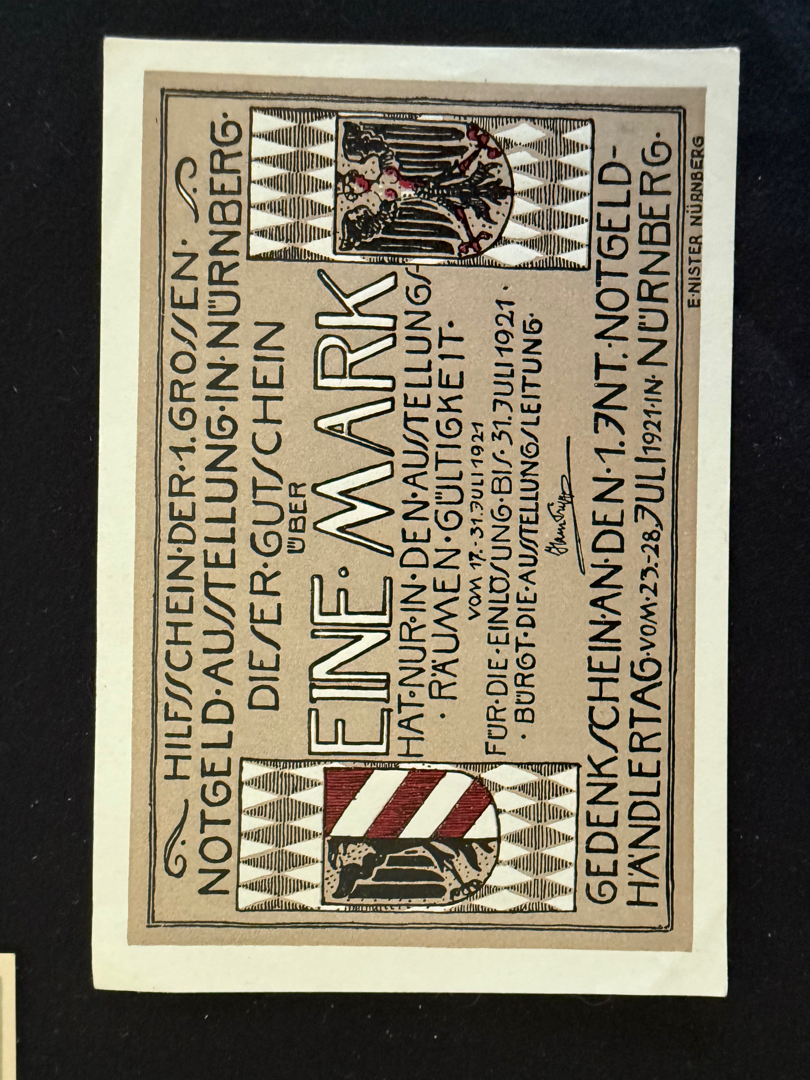 HILFSSCHEIN·DER·1.GROSSEN·
NOTGELD·AUSSTELLUNG·IN·NÜRNBERG·
DIESER·GUTSCHEIN
ÜBER
EINE·MARK
HAT·NUR·IN·DEN·AUSSTELLUNGS-
·RÄUMEN·GÜLTIGKEIT·
VOM 17.-31.JULI 1921
FÜR·DIE·EINLÖSUNG·BIS·31.JULI 1921·
·BÜRGT·DIE·AUSSTELLUNGSLEITUNG·
GEDENKSCHEIN·AN·DEN·1.INT.NOTGELD-
HÄNDLERTAG·VOM·23.-28.JULI 1921·IN·NÜRNBERG·
E·NISTER NÜRNBERG